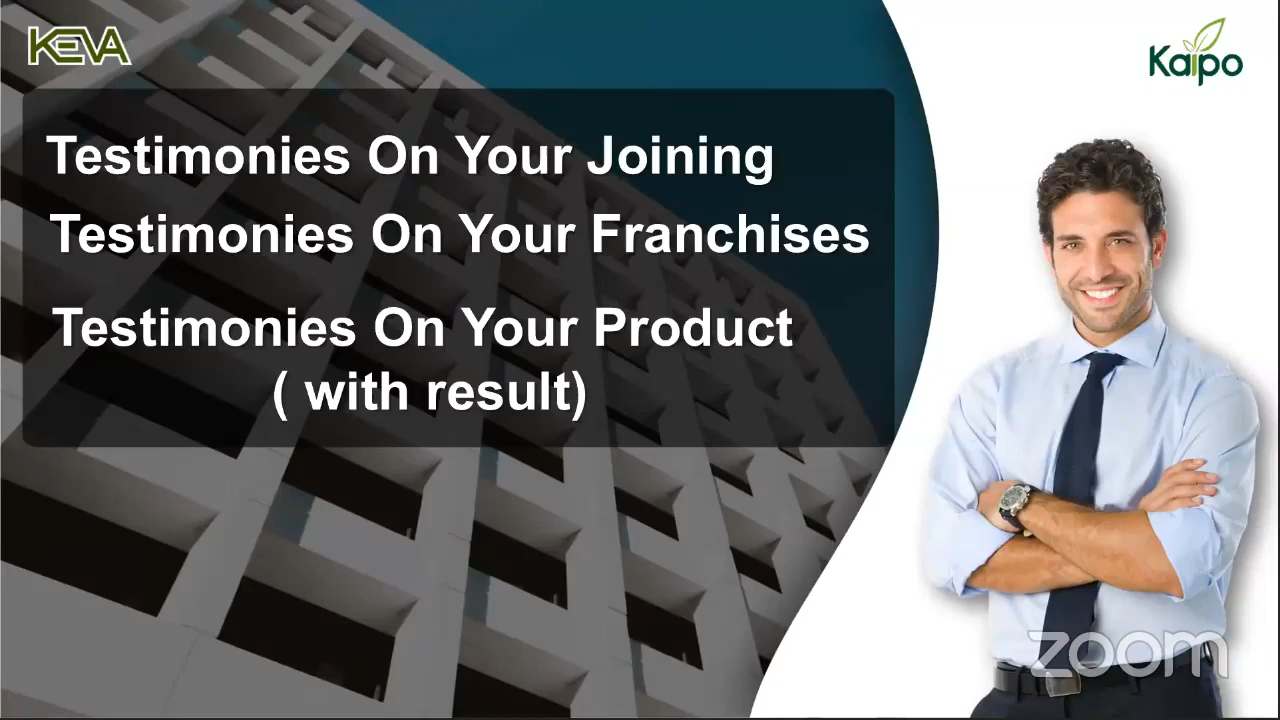 KEVA
Kaipo
Testimonies On Your Joining
Testimonies On Your Franchises
Testimonies On Your Product
( with result)
zoom